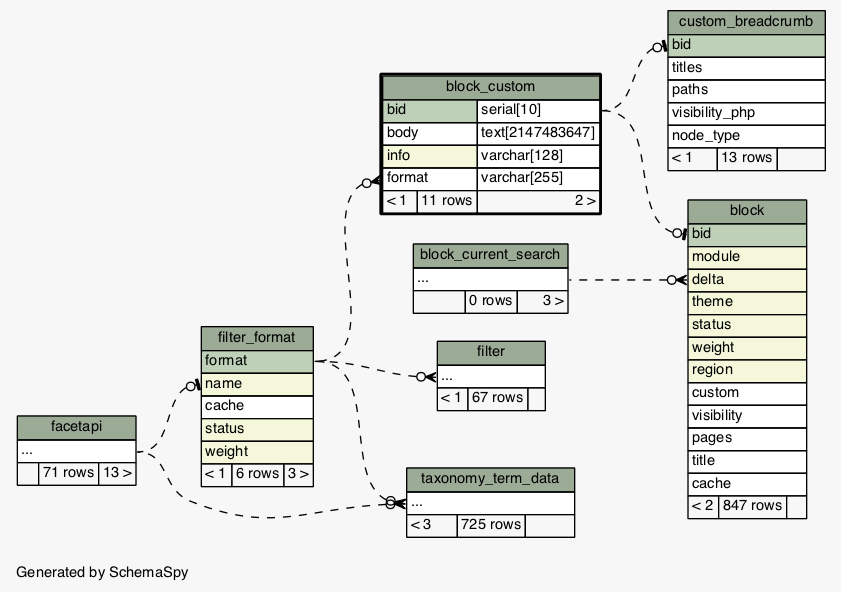 custom_breadcrumb
bid
titles
paths
visibility_php
node_type
< 1 13 rows
block_custom
bid serial[10]
body text[2147483647]
info varchar[128]
format varchar[255]
< 1 11 rows 2 >
block
bid
module
delta
theme
status
weight
region
custom
visibility
pages
title
cache
< 2 847 rows
block_current_search
...
0 rows 3 >
filter_format
format
name
cache
status
weight
< 1 6 rows 3 >
filter
...
< 1 67 rows
facetapi
...
71 rows 13 >
taxonomy_term_data
...
< 3 725 rows
Generated by SchemaSpy